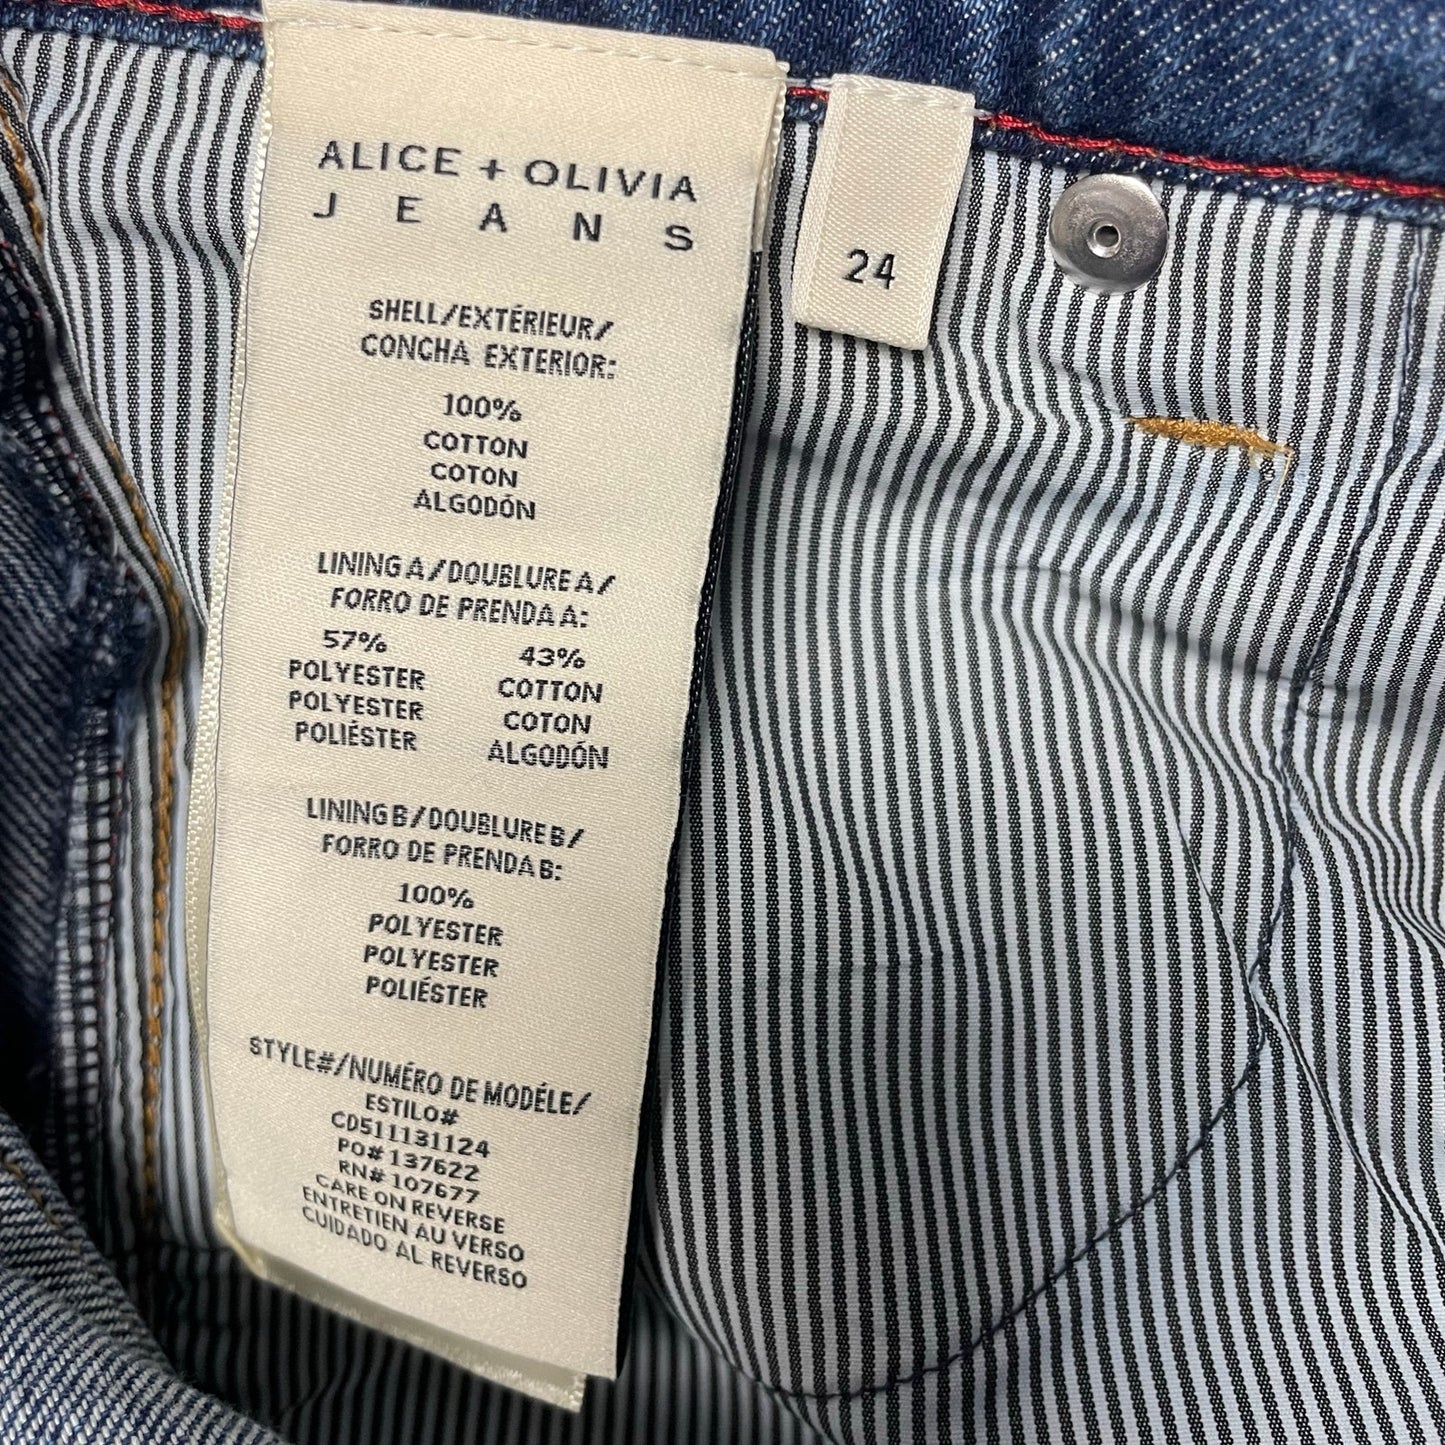 ALICE + OLIVIA
JEANS
SHELL/EXTÉRIEUR/
CONCHA EXTERIOR:
100%
COTTON
COTON
ALGODÓN
LINING A/DOUBLURE A/
FORRO DE PRENDA A:
57% 43%
POLYESTER COTTON
POLYESTER COTON
POLIÉSTER ALGODÓN
LINING B/DOUBLURE B/
FORRO DE PRENDA B:
100%
POLYESTER
POLYESTER
POLIÉSTER
STYLE#/NUMÉRO DE MODÉLE/
ESTILO#
CD511131124
PO# 137622
RN# 107677
CARE ON REVERSE
ENTRETIEN AU VERSO
CUIDADO AL REVERSO
24